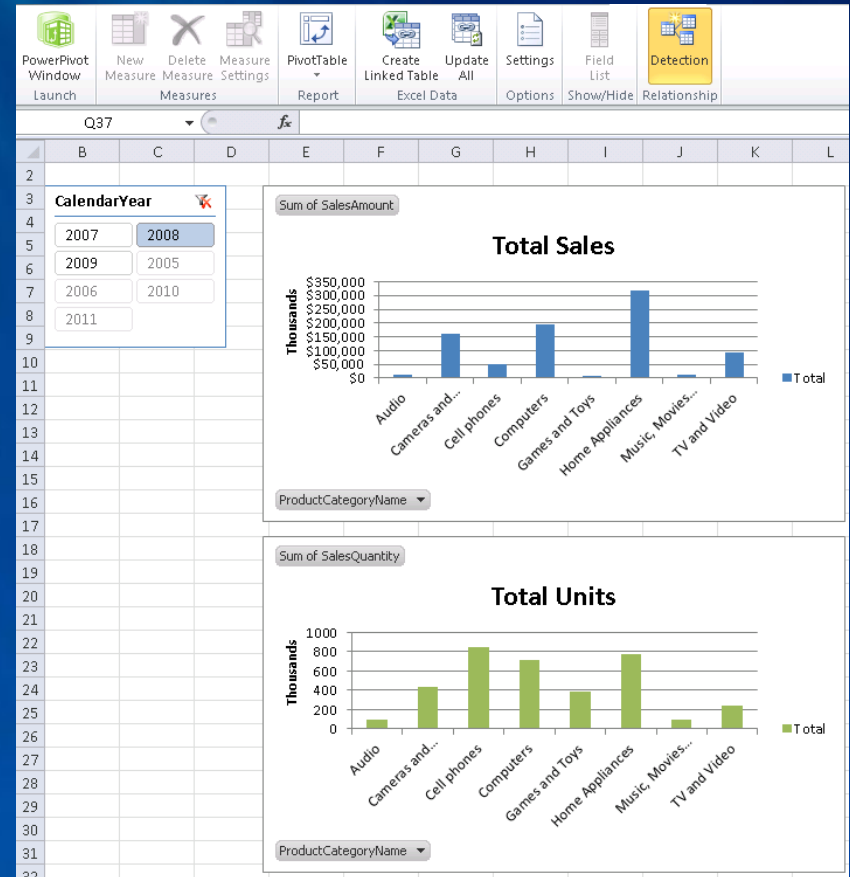 PowerPivot Window
New Measure
Delete Measure
Measure Settings
PivotTable
Create Linked Table
Update All
Settings
Field List
Detection
Launch
Measures
Report
Excel Data
Options
Show/Hide
Relationship
Q37
fx
B C D E F G H I J K L
2
3
4
5
6
7
8
9
10
11
12
13
14
15
16
17
18
19
20
21
22
23
24
25
26
27
28
29
30
31
32
CalendarYear
2007 2008
2009 2005
2006 2010
2011
Sum of SalesAmount
Total Sales
Thousands
$350,000
$300,000
$250,000
$200,000
$150,000
$100,000
$50,000
$0
Audio
Cameras and...
Cell phones
Computers
Games and Toys
Home Appliances
Music, Movies...
TV and Video
Total
ProductCategoryName
Sum of SalesQuantity
Total Units
Thousands
1000
800
600
400
200
0
Audio
Cameras and...
Cell phones
Computers
Games and Toys
Home Appliances
Music, Movies...
TV and Video
Total
ProductCategoryName